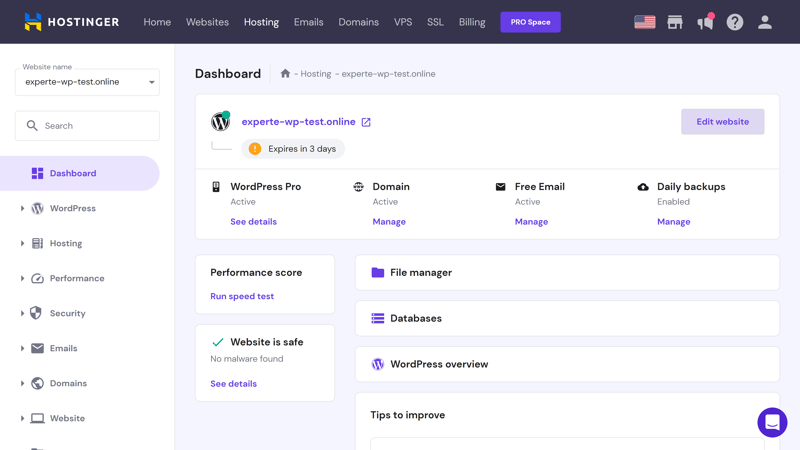 HOSTINGER
Home Websites Hosting Emails Domains VPS SSL Billing PRO Space
Website name
experte-wp-test.online
Search
Dashboard
WordPress
Hosting
Performance
Security
Emails
Domains
Website
Dashboard - Hosting - experte-wp-test.online
experte-wp-test.online
Edit website
Expires in 3 days
WordPress Pro
Active
See details
Domain
Active
Manage
Free Email
Active
Manage
Daily backups
Enabled
Manage
Performance score
Run speed test
Website is safe
No malware found
See details
File manager
Databases
WordPress overview
Tips to improve